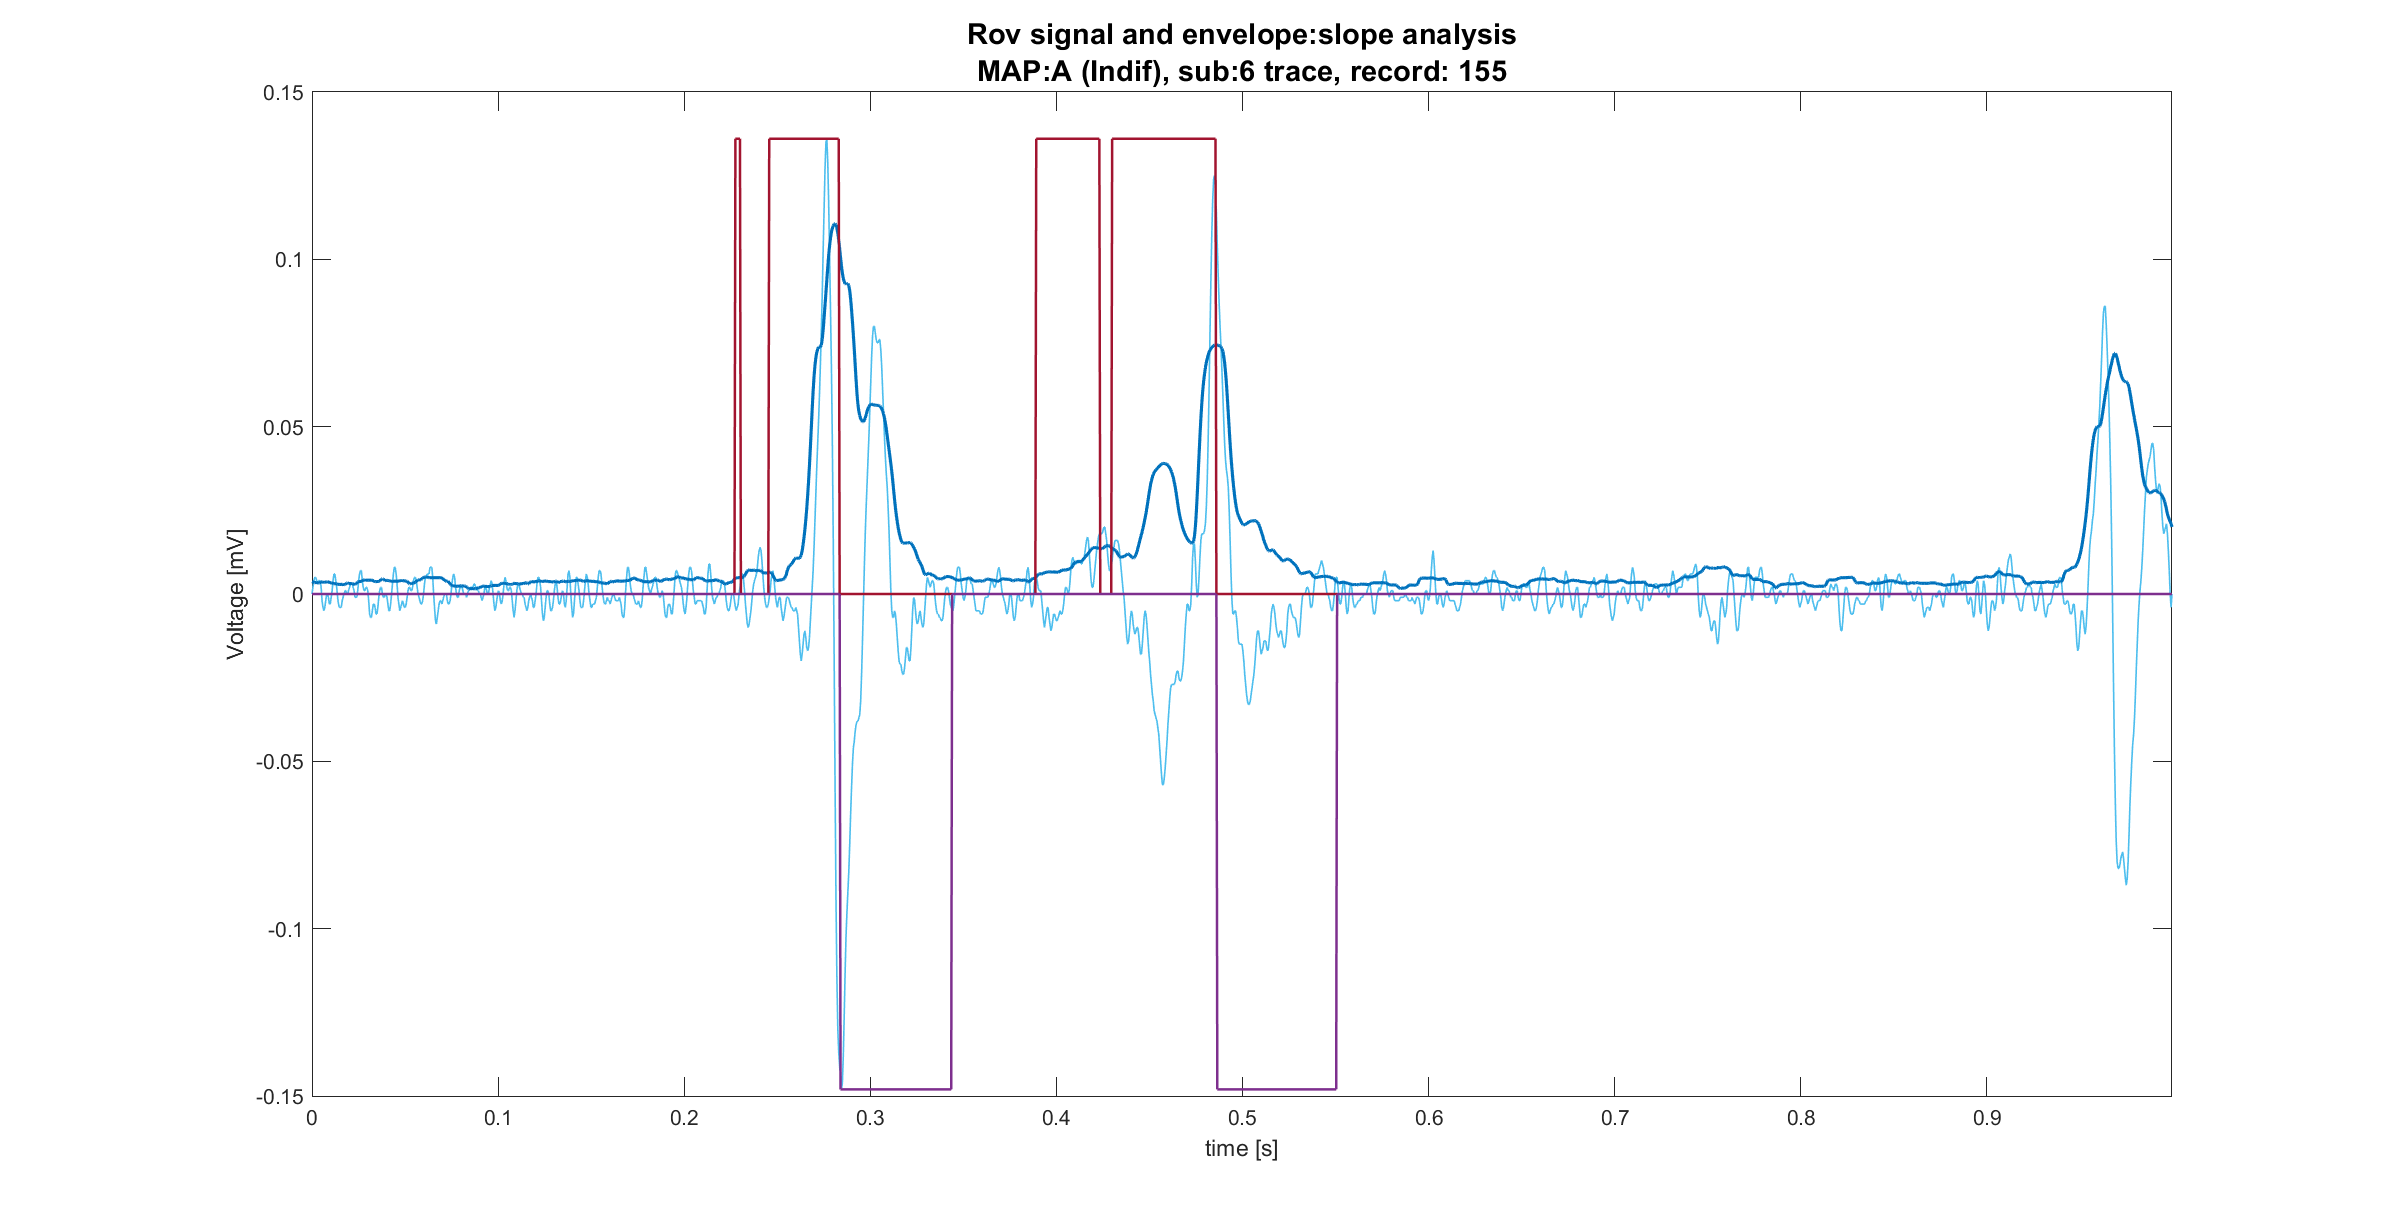 Rov signal and envelope:slope analysis
MAP:A (Indif), sub:6 trace, record: 155
0.15
0.1
0.05
0
-0.05
-0.1
-0.15
Voltage [mV]
0 0.1 0.2 0.3 0.4 0.5 0.6 0.7 0.8 0.9
time [s]